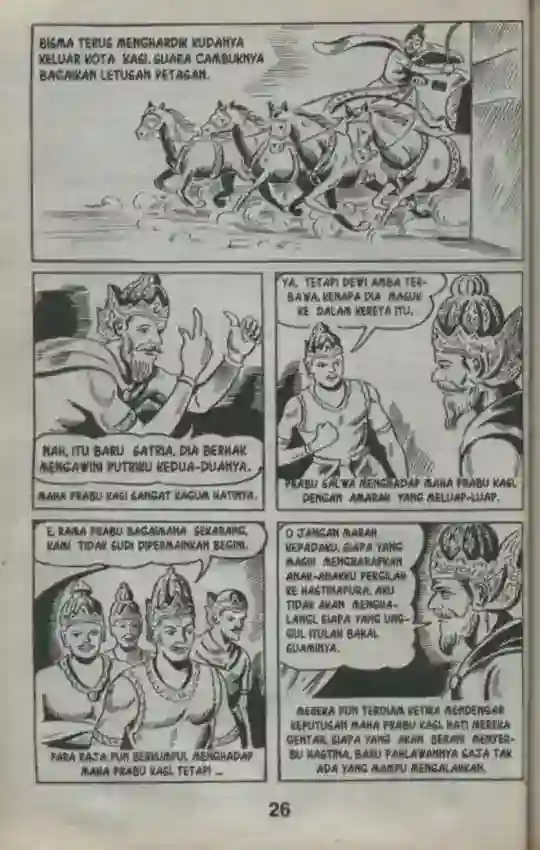 BISMA TERUS MENGHARDIK KUDANYA
KELUAR KOTA KASI. SUARA CAMBUKNYA
BAGAIKAN LETUSAN PETASAN.
NAH, ITU BARU SATRIA, DIA BERHAK
MENGAWINI PUTRIKU KEDUA-DUANYA.
MAHA PRABU KASI SANGAT KAGUM HATINYA.
YA, TETAPI DEWI AMBA TER-
BAWA, KENAPA DIA MASUK
KE DALAM KERETA ITU.
PRABU SALWA MENGHADAP MAHA PRABU KASI,
DENGAN AMARAH YANG MELUAP-LUAP.
E, RAMA PRABU BAGAIMANA SEKARANG,
KAMI TIDAK SUDI DIPERMAINKAN BEGINI.
PARA RAJA PUN BERKUMPUL, MENGHADAP
MAHA PRABU KASI, TETAPI ...
O JANGAN MARAH
KEPADAKU, SIAPA YANG
MASIH MENGHARAPKAN
ANAK-ANAKKU PERGILAH
KE HASTINAPURA. AKU
TIDAK AKAN MENGHA-
LANGI, SIAPA YANG UNG-
GUL ITULAH BAKAL
SUAMINYA.
MEREKA PUN TERDIAM KETIKA MENDENGAR
KEPUTUSAN MAHA PRABU KASI. HATI MEREKA
GENTAR, SIAPA YANG AKAN BERANI MENYER-
BU HASTINA, BARU PAHLAWANNYA SAJA TAK
ADA YANG MAMPU MENGALAHKAN.
26